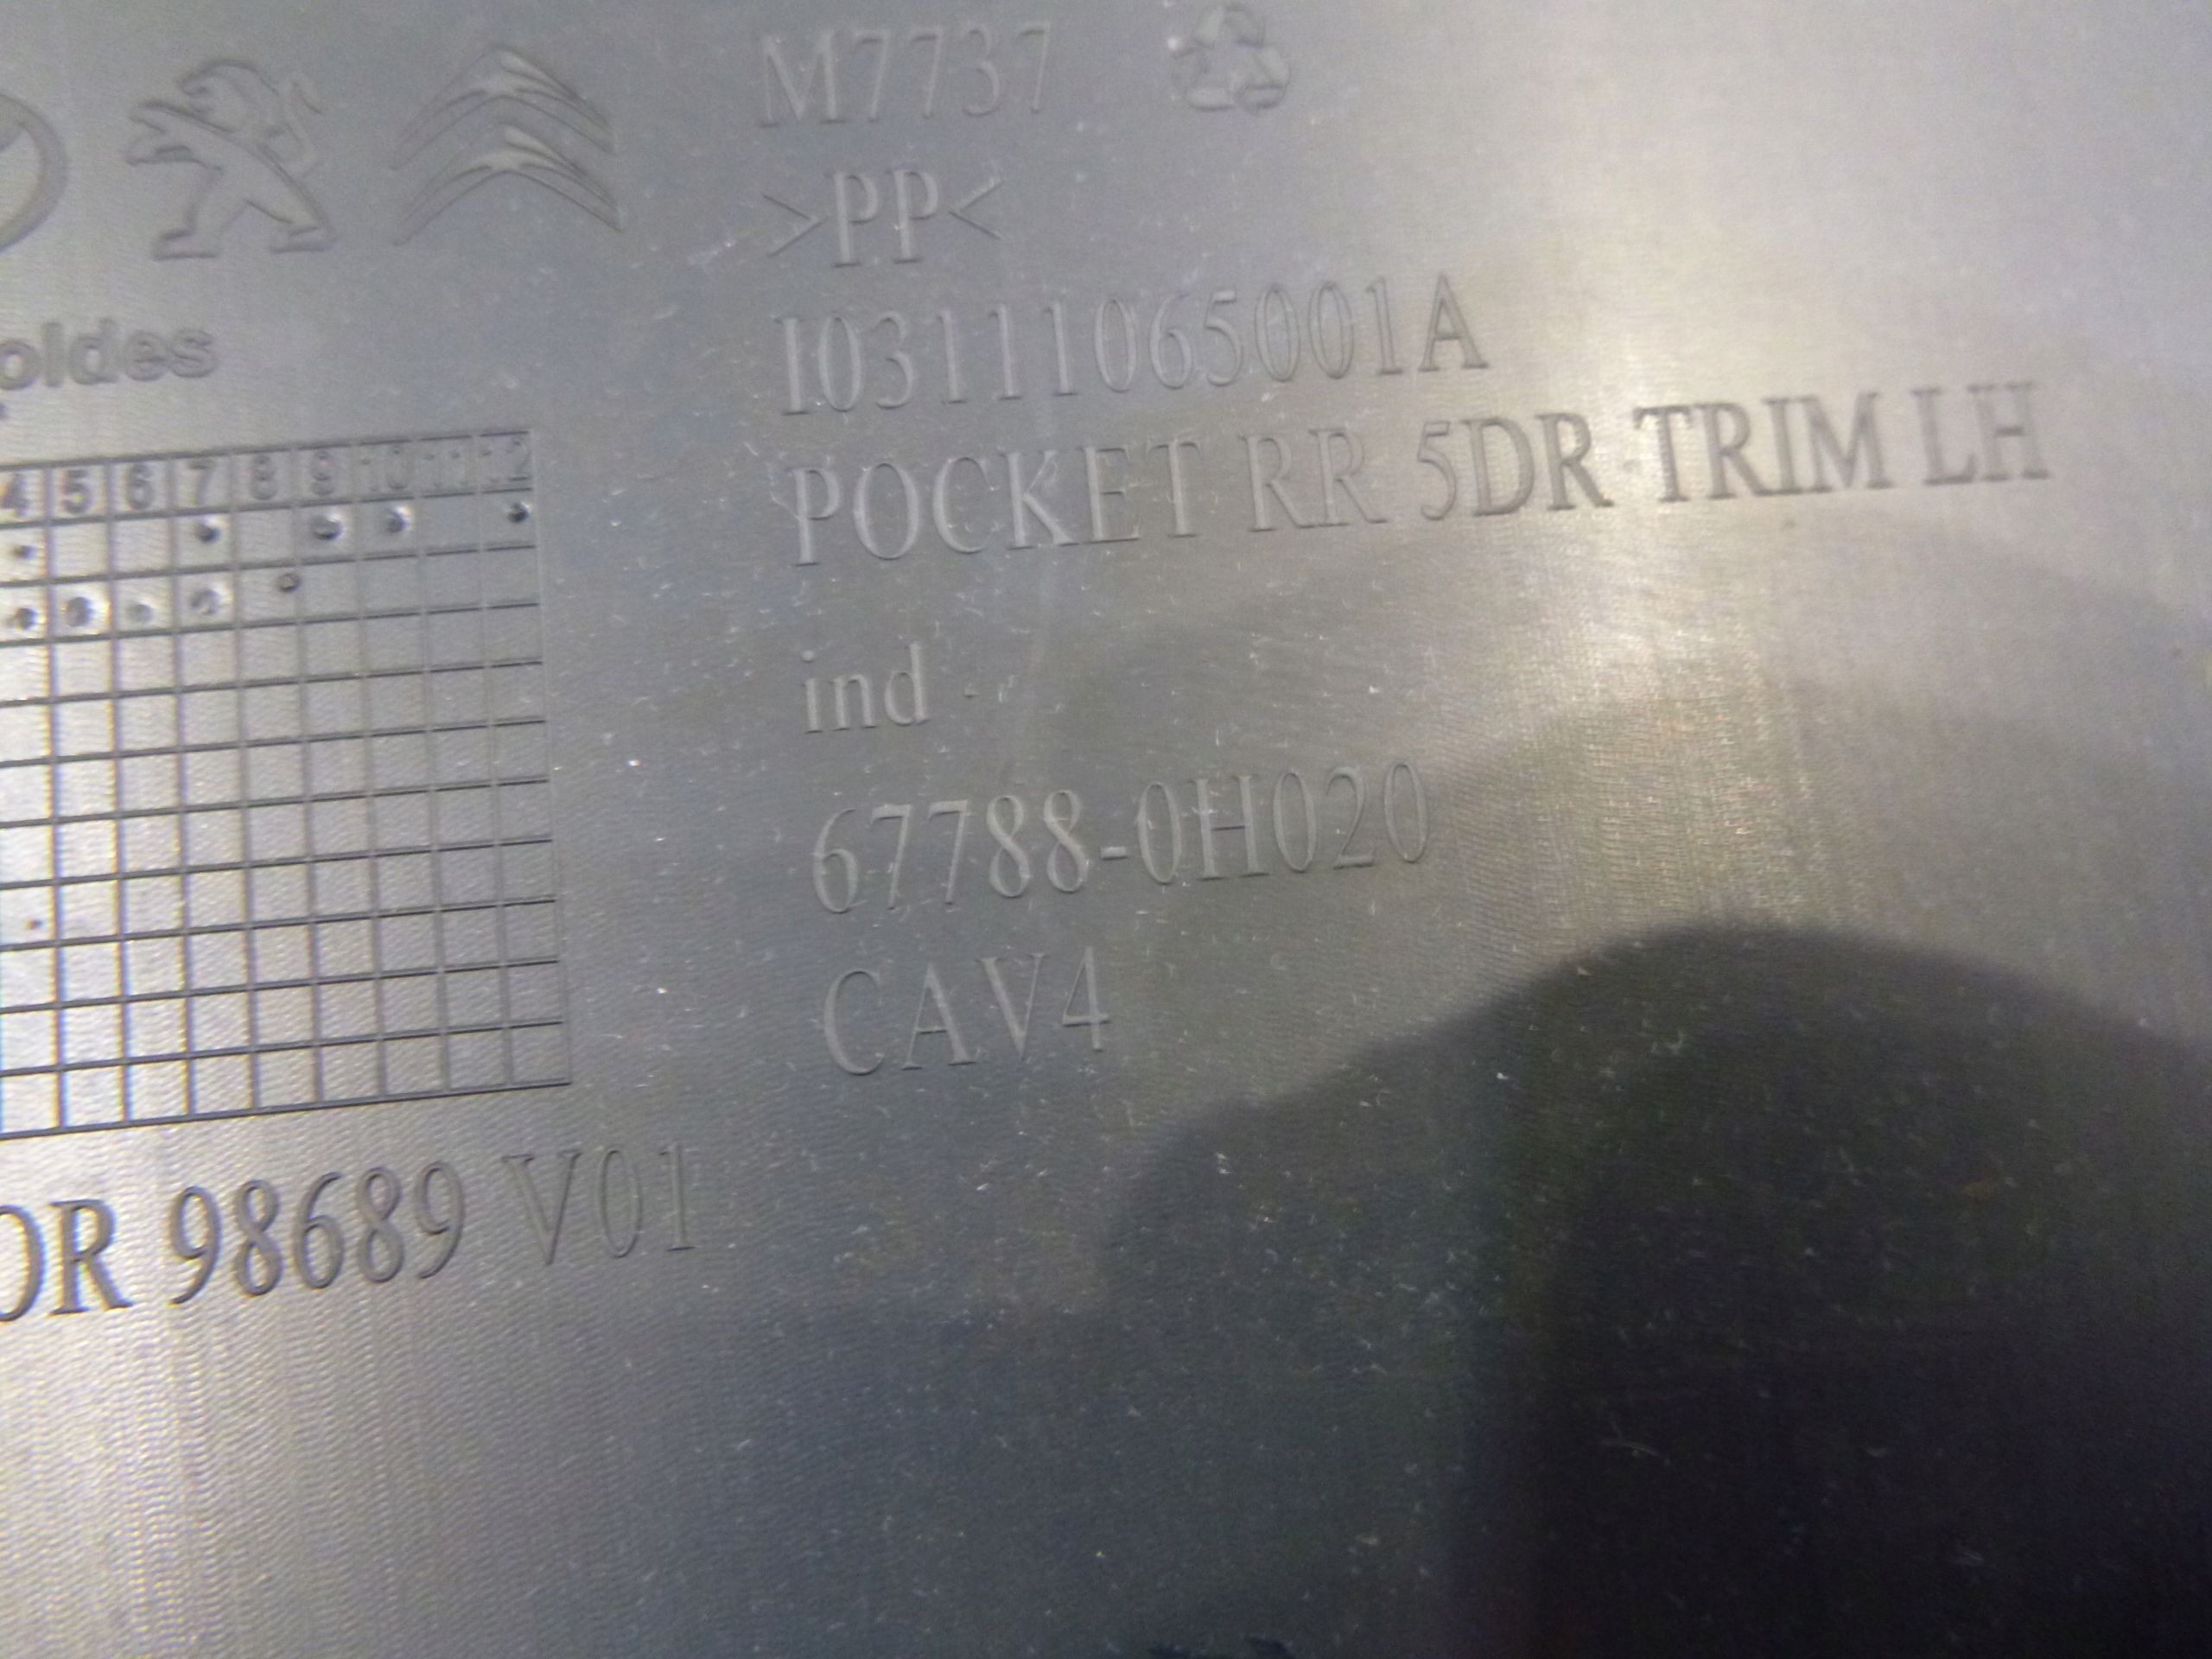 M7737
>PP<
I03111065001A
POCKET RR 5DR TRIM LH
ind -
67788-0H020
CAV4
oldes
4 5 6 7 8 9 10 11 12
OR 98689 V01